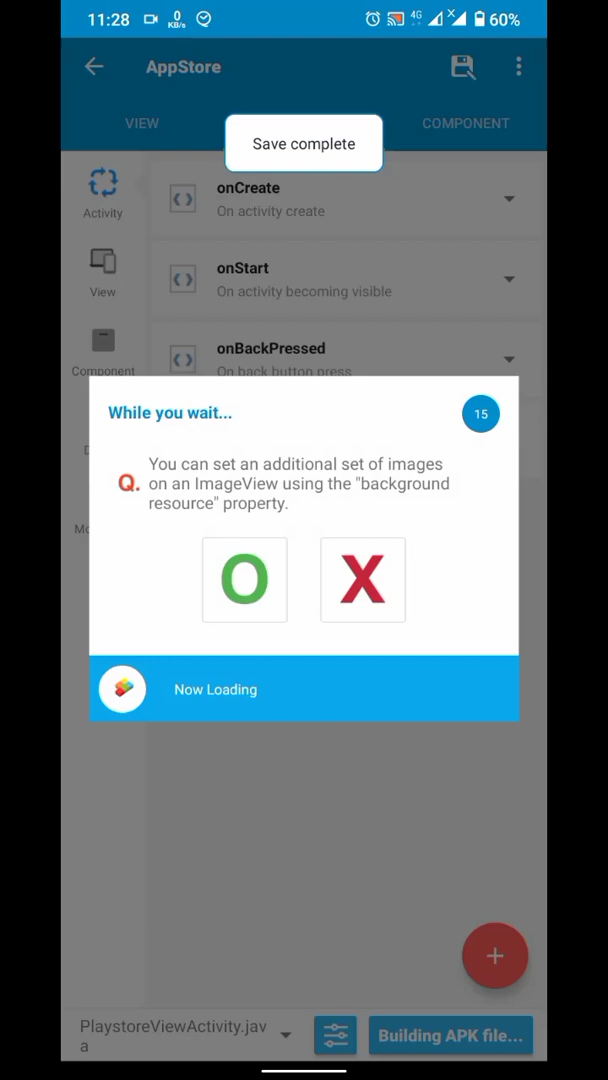 11:28
0
KB/s
4G
X
60%
AppStore
VIEW
COMPONENT
Save complete
Activity
onCreate
On activity create
View
onStart
On activity becoming visible
Component
onBackPressed
On back button press
While you wait...
15
Q.
You can set an additional set of images
on an ImageView using the "background
resource" property.
O
X
D
Mo
Now Loading
+
PlaystoreViewActivity.jav
a
Building APK file...